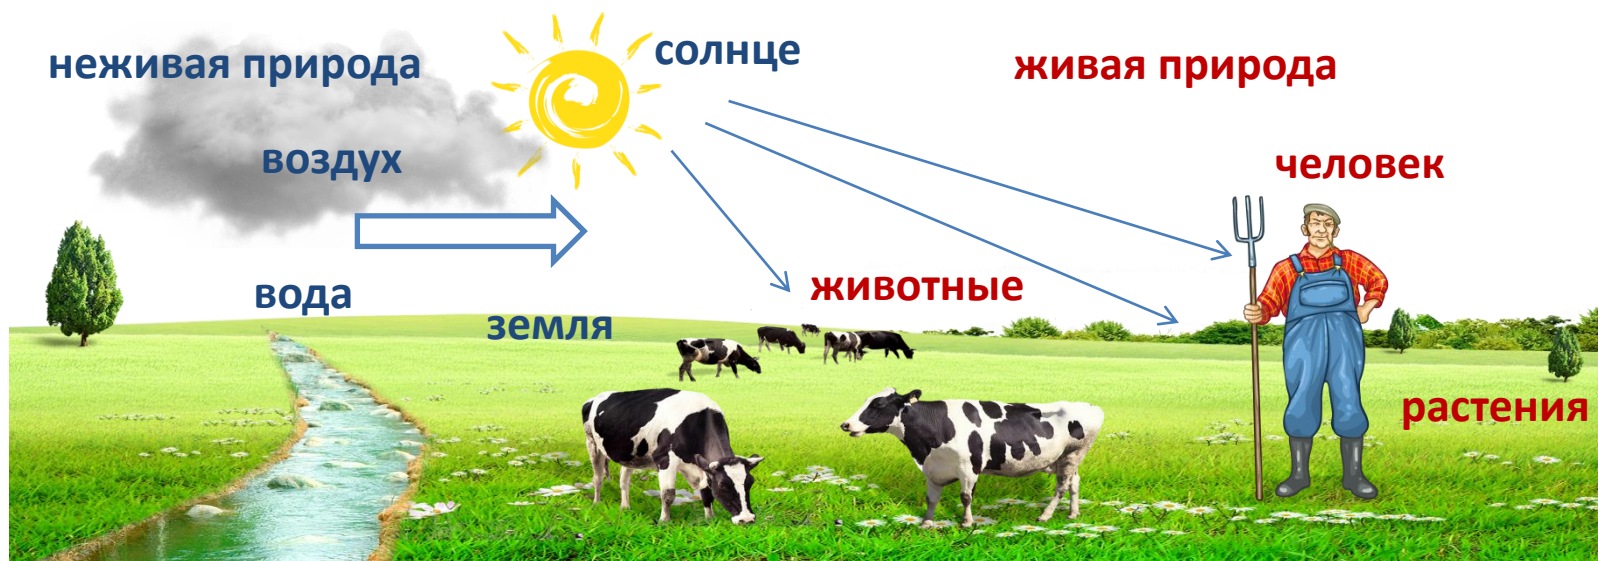 неживая природа
солнце
живая природа
воздух
человек
вода
земля
животные
растения